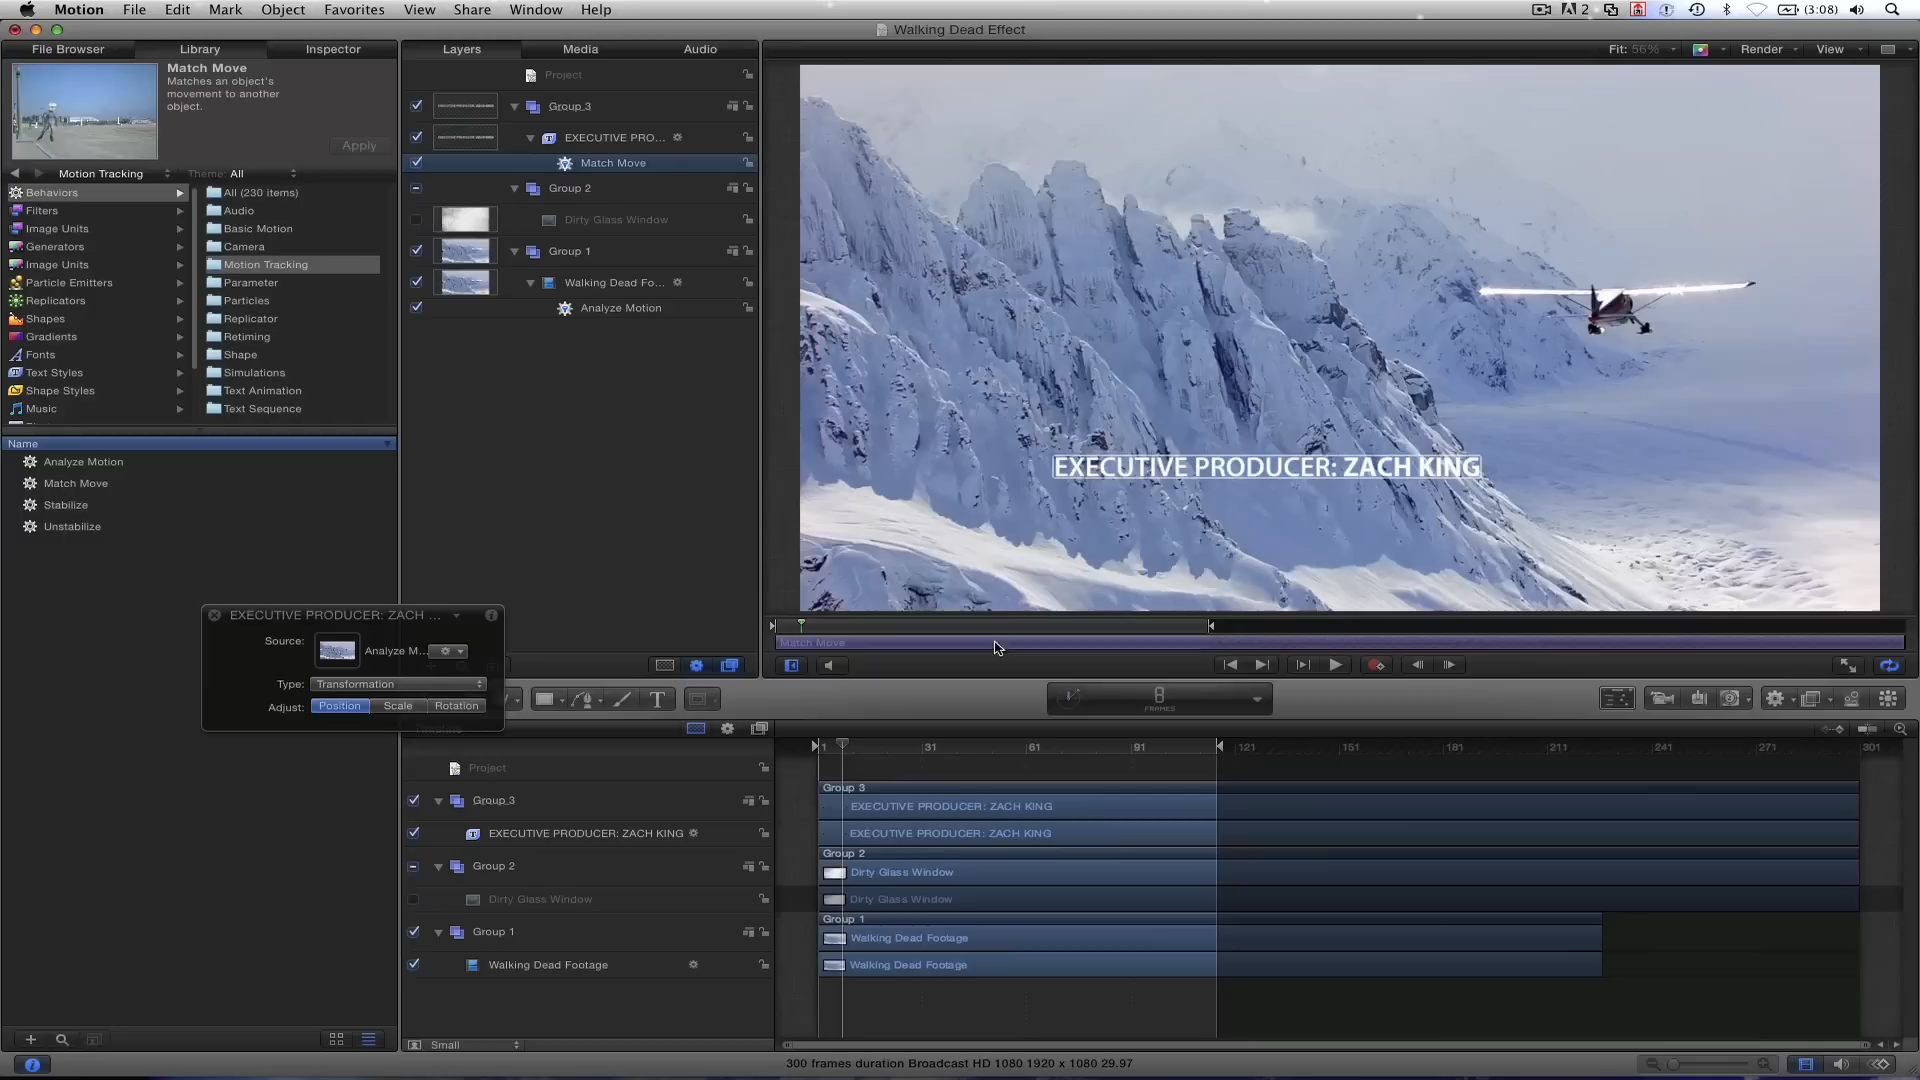 Motion File Edit Mark Object Favorites View Share Window Help
2 (3:08)
Walking Dead Effect
File Browser Library Inspector
Layers Media Audio
Fit: 56% Render View
Match Move
Matches an object's
movement to another
object.
Apply
Motion Tracking Theme: All
Behaviors
Filters
Image Units
Generators
Image Units
Particle Emitters
Replicators
Shapes
Gradients
Fonts
Text Styles
Shape Styles
Music
All (230 items)
Audio
Basic Motion
Camera
Motion Tracking
Parameter
Particles
Replicator
Retiming
Shape
Simulations
Text Animation
Text Sequence
Name
Analyze Motion
Match Move
Stabilize
Unstabilize
Project
Group 3
EXECUTIVE PRO...
Match Move
Group 2
Dirty Glass Window
Group 1
Walking Dead Fo...
Analyze Motion
EXECUTIVE PRODUCER: ZACH KING
EXECUTIVE PRODUCER: ZACH ...
Source: Analyze M...
Type: Transformation
Adjust: Position Scale Rotation
Match Move
8
FRAMES
1 31 61 91 121 151 181 211 241 271 301
Project
Group 3
EXECUTIVE PRODUCER: ZACH KING
Group 2
Dirty Glass Window
Group 1
Walking Dead Footage
Group 3
EXECUTIVE PRODUCER: ZACH KING
EXECUTIVE PRODUCER: ZACH KING
Group 2
Dirty Glass Window
Dirty Glass Window
Group 1
Walking Dead Footage
Walking Dead Footage
Small
300 frames duration Broadcast HD 1080 1920 x 1080 29.97